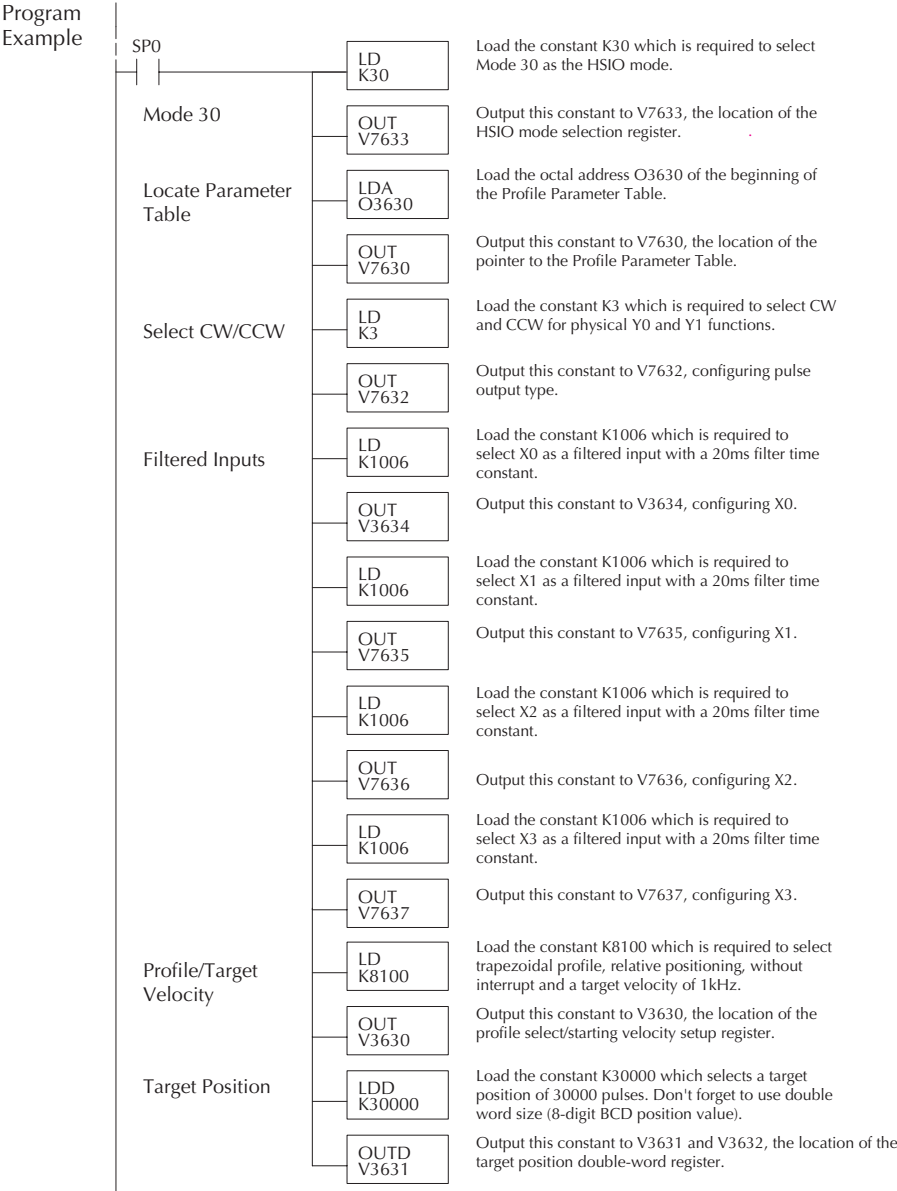 Program
Example
SP0
LD
K30
Load the constant K30 which is required to select
Mode 30 as the HSIO mode.
Mode 30
OUT
V7633
Output this constant to V7633, the location of the
HSIO mode selection register.
Locate Parameter
Table
LDA
O3630
Load the octal address O3630 of the beginning of
the Profile Parameter Table.
OUT
V7630
Output this constant to V7630, the location of the
pointer to the Profile Parameter Table.
Select CW/CCW
LD
K3
Load the constant K3 which is required to select CW
and CCW for physical Y0 and Y1 functions.
OUT
V7632
Output this constant to V7632, configuring pulse
output type.
Filtered Inputs
LD
K1006
Load the constant K1006 which is required to
select X0 as a filtered input with a 20ms filter time
constant.
OUT
V3634
Output this constant to V3634, configuring X0.
LD
K1006
Load the constant K1006 which is required to
select X1 as a filtered input with a 20ms filter time
constant.
OUT
V7635
Output this constant to V7635, configuring X1.
LD
K1006
Load the constant K1006 which is required to
select X2 as a filtered input with a 20ms filter time
constant.
OUT
V7636
Output this constant to V7636, configuring X2.
LD
K1006
Load the constant K1006 which is required to
select X3 as a filtered input with a 20ms filter time
constant.
OUT
V7637
Output this constant to V7637, configuring X3.
Profile/Target
Velocity
LD
K8100
Load the constant K8100 which is required to select
trapezoidal profile, relative positioning, without
interrupt and a target velocity of 1kHz.
OUT
V3630
Output this constant to V3630, the location of the
profile select/starting velocity setup register.
Target Position
LDD
K30000
Load the constant K30000 which selects a target
position of 30000 pulses. Don't forget to use double
word size (8-digit BCD position value).
OUTD
V3631
Output this constant to V3631 and V3632, the location of the
target position double-word register.